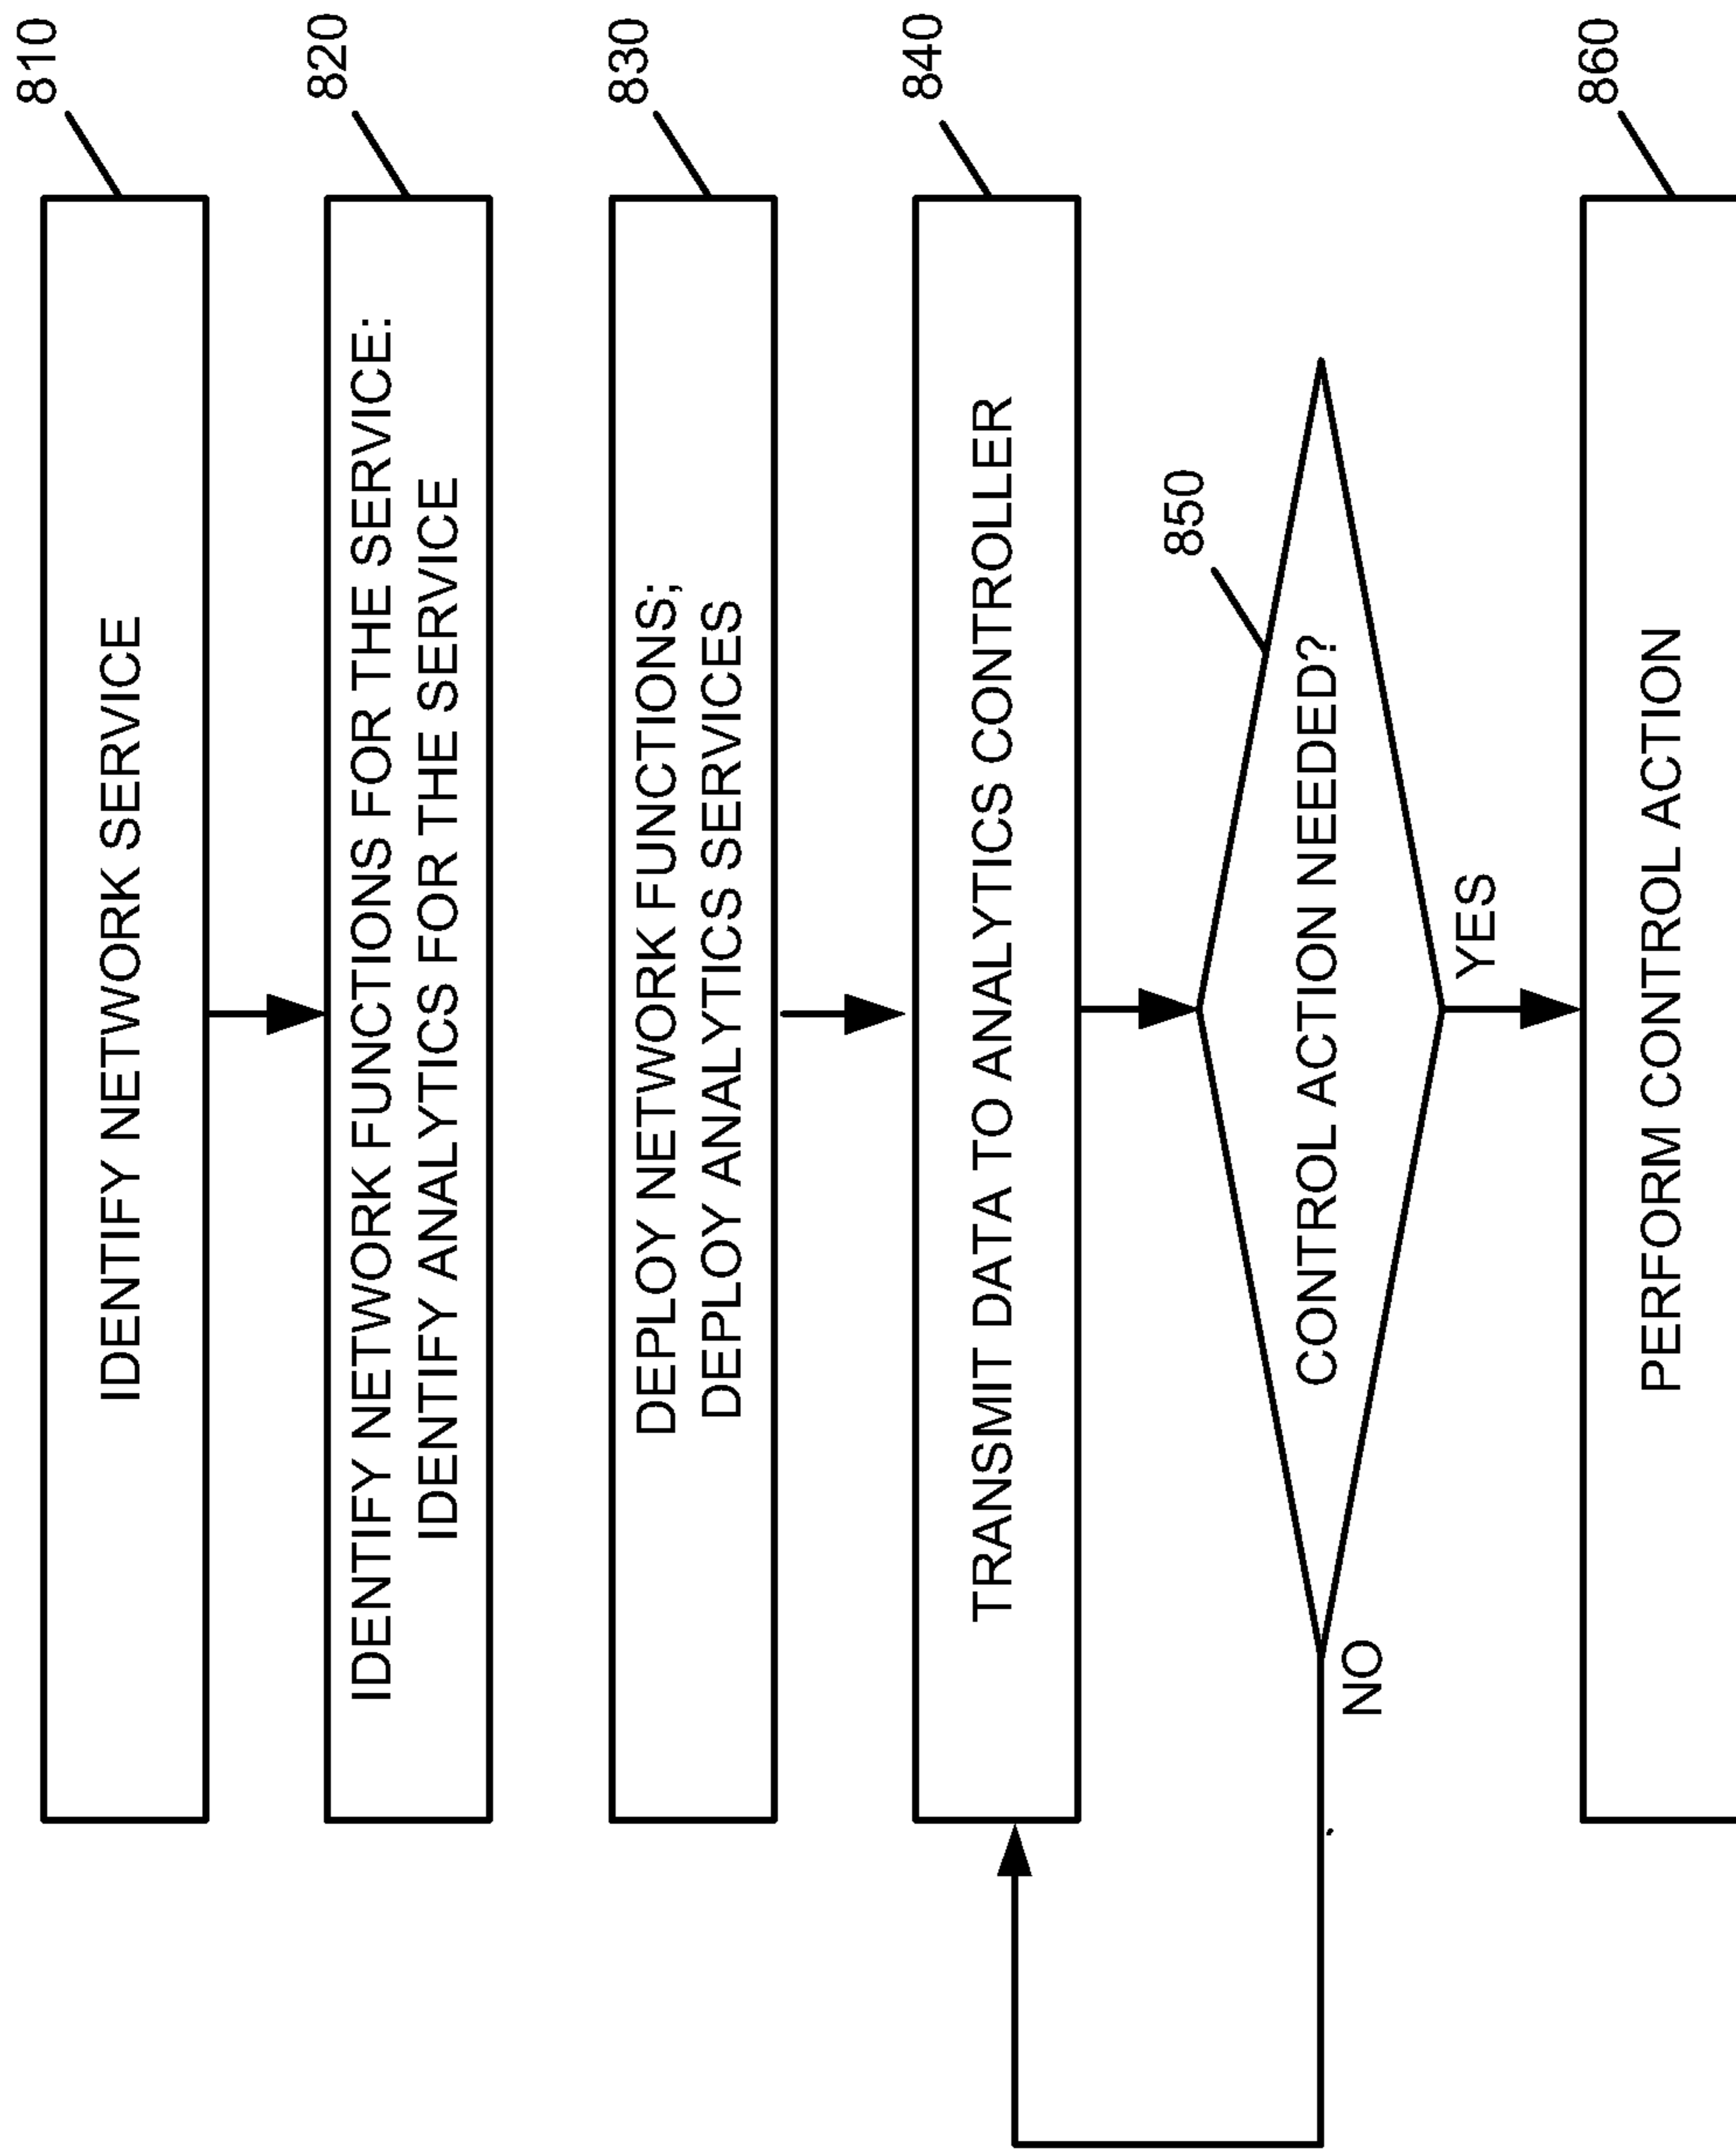 810
IDENTIFY NETWORK SERVICE
820
IDENTIFY NETWORK FUNCTIONS FOR THE SERVICE:
IDENTIFY ANALYTICS FOR THE SERVICE
830
DEPLOY NETWORK FUNCTIONS;
DEPLOY ANALYTICS SERVICES
840
TRANSMIT DATA TO ANALYTICS CONTROLLER
850
CONTROL ACTION NEEDED?
NO
YES
860
PERFORM CONTROL ACTION